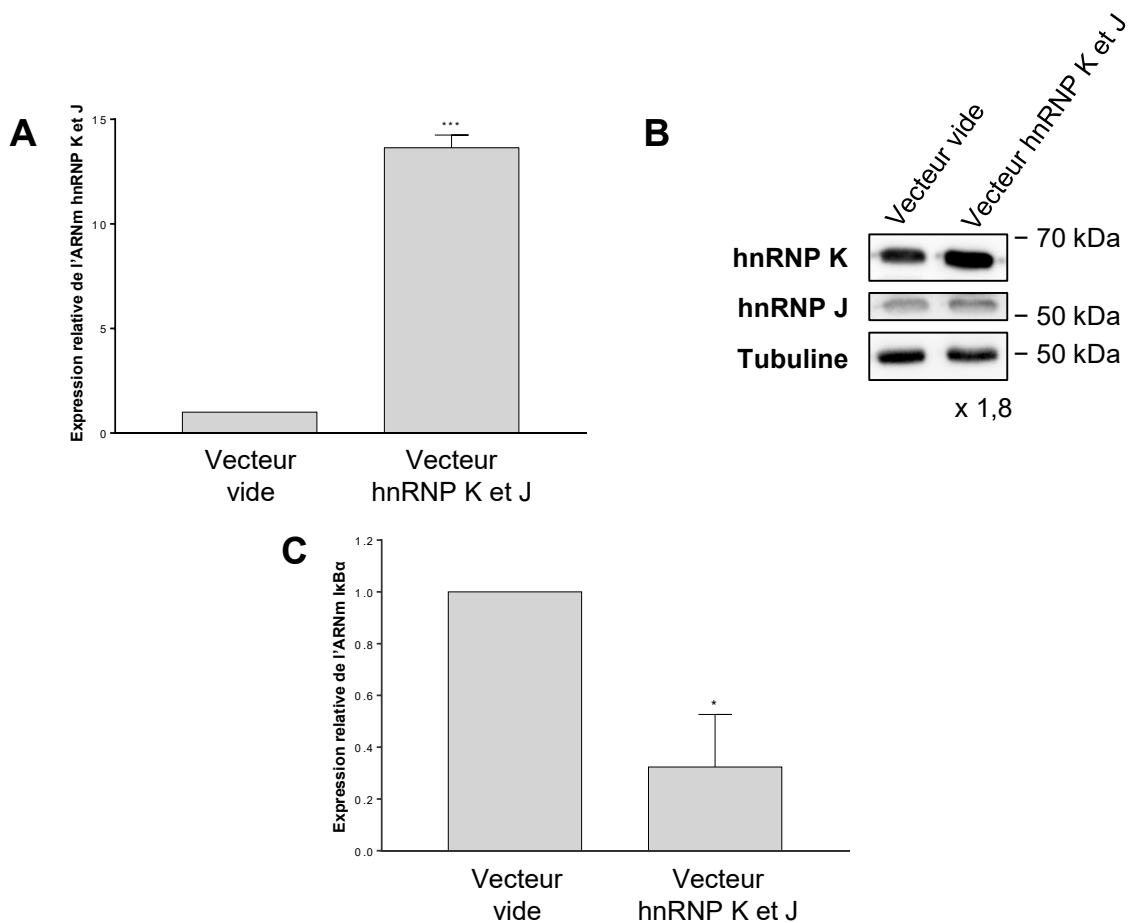 A
Expression relative de l'ARNm hnRNP K et J
15
10
5
0
***
Vecteur
vide
Vecteur
hnRNP K et J
B
Vecteur vide
Vecteur hnRNP K et J
hnRNP K
– 70 kDa
hnRNP J
– 50 kDa
Tubuline
– 50 kDa
x 1,8
C
Expression relative de l'ARNm IκBα
1.2
1.0
0.8
0.6
0.4
0.2
0.0
*
Vecteur
vide
Vecteur
hnRNP K et J